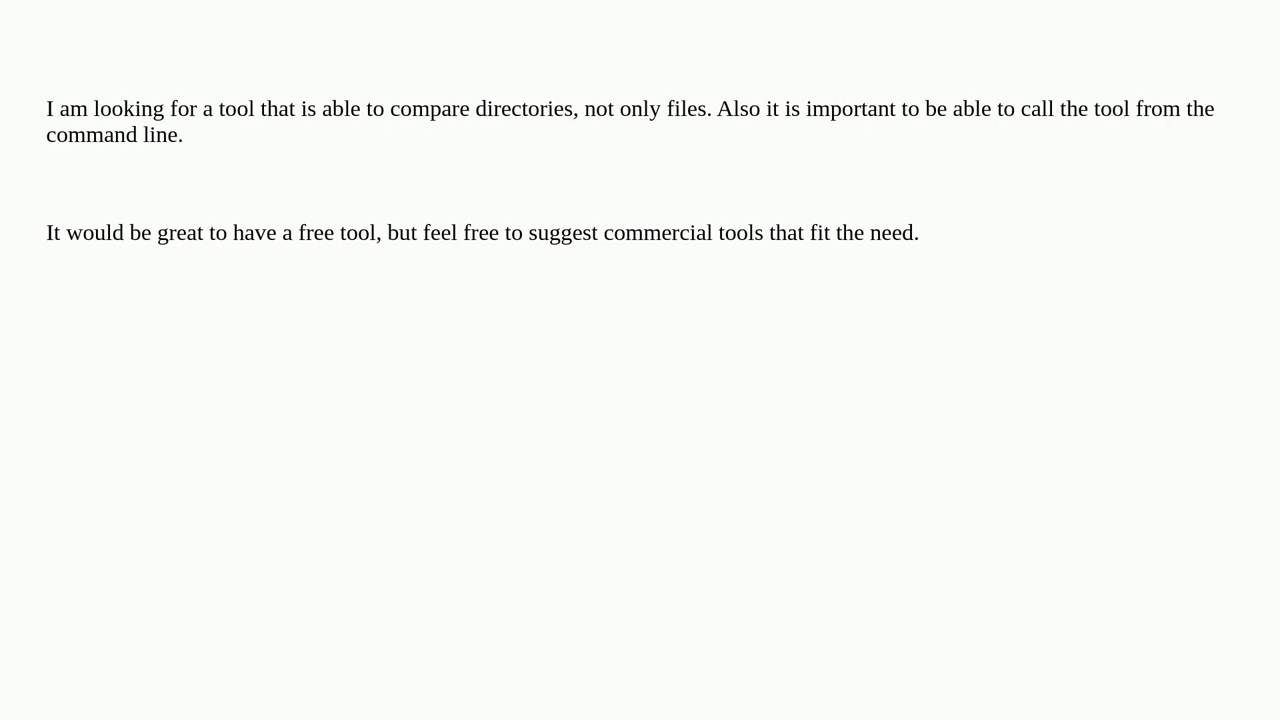 I am looking for a tool that is able to compare directories, not only files. Also it is important to be able to call the tool from the
command line.
It would be great to have a free tool, but feel free to suggest commercial tools that fit the need.